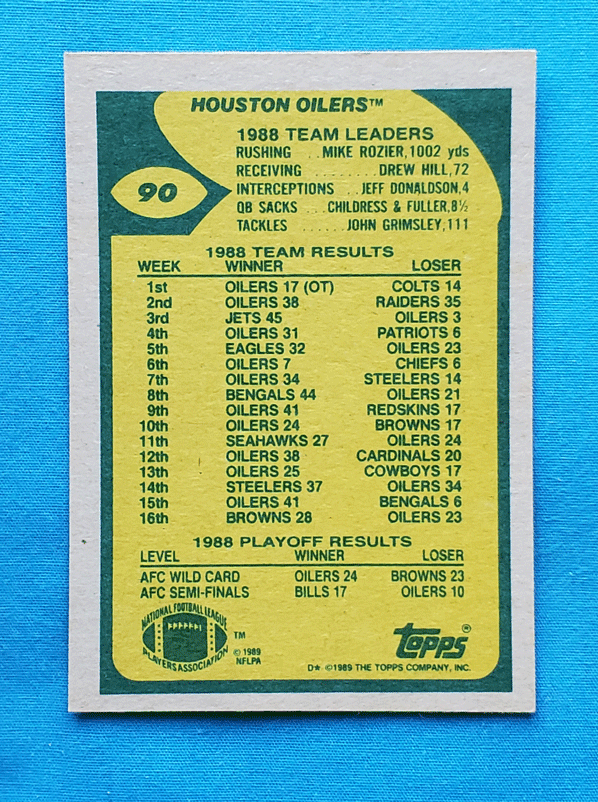 HOUSTON OILERS™
1988 TEAM LEADERS
RUSHING ..MIKE ROZIER,1002 yds
90
RECEIVING ........DREW HILL,72
INTERCEPTIONS ..JEFF DONALDSON,4
QB SACKS ...CHILDRESS & FULLER,8½
TACKLES ......JOHN GRIMSLEY,111
1988 TEAM RESULTS
WEEK WINNER LOSER
1st OILERS 17 (OT) COLTS 14
2nd OILERS 38 RAIDERS 35
3rd JETS 45 OILERS 3
4th OILERS 31 PATRIOTS 6
5th EAGLES 32 OILERS 23
6th OILERS 7 CHIEFS 6
7th OILERS 34 STEELERS 14
8th BENGALS 44 OILERS 21
9th OILERS 41 REDSKINS 17
10th OILERS 24 BROWNS 17
11th SEAHAWKS 27 OILERS 24
12th OILERS 38 CARDINALS 20
13th OILERS 25 COWBOYS 17
14th STEELERS 37 OILERS 34
15th OILERS 41 BENGALS 6
16th BROWNS 28 OILERS 23
1988 PLAYOFF RESULTS
LEVEL WINNER LOSER
AFC WILD CARD OILERS 24 BROWNS 23
AFC SEMI-FINALS BILLS 17 OILERS 10
NATIONAL FOOTBALL LEAGUE
PLAYERS ASSOCIATION
TM
© 1989
NFLPA
topps®
D★ ©1989 THE TOPPS COMPANY, INC.